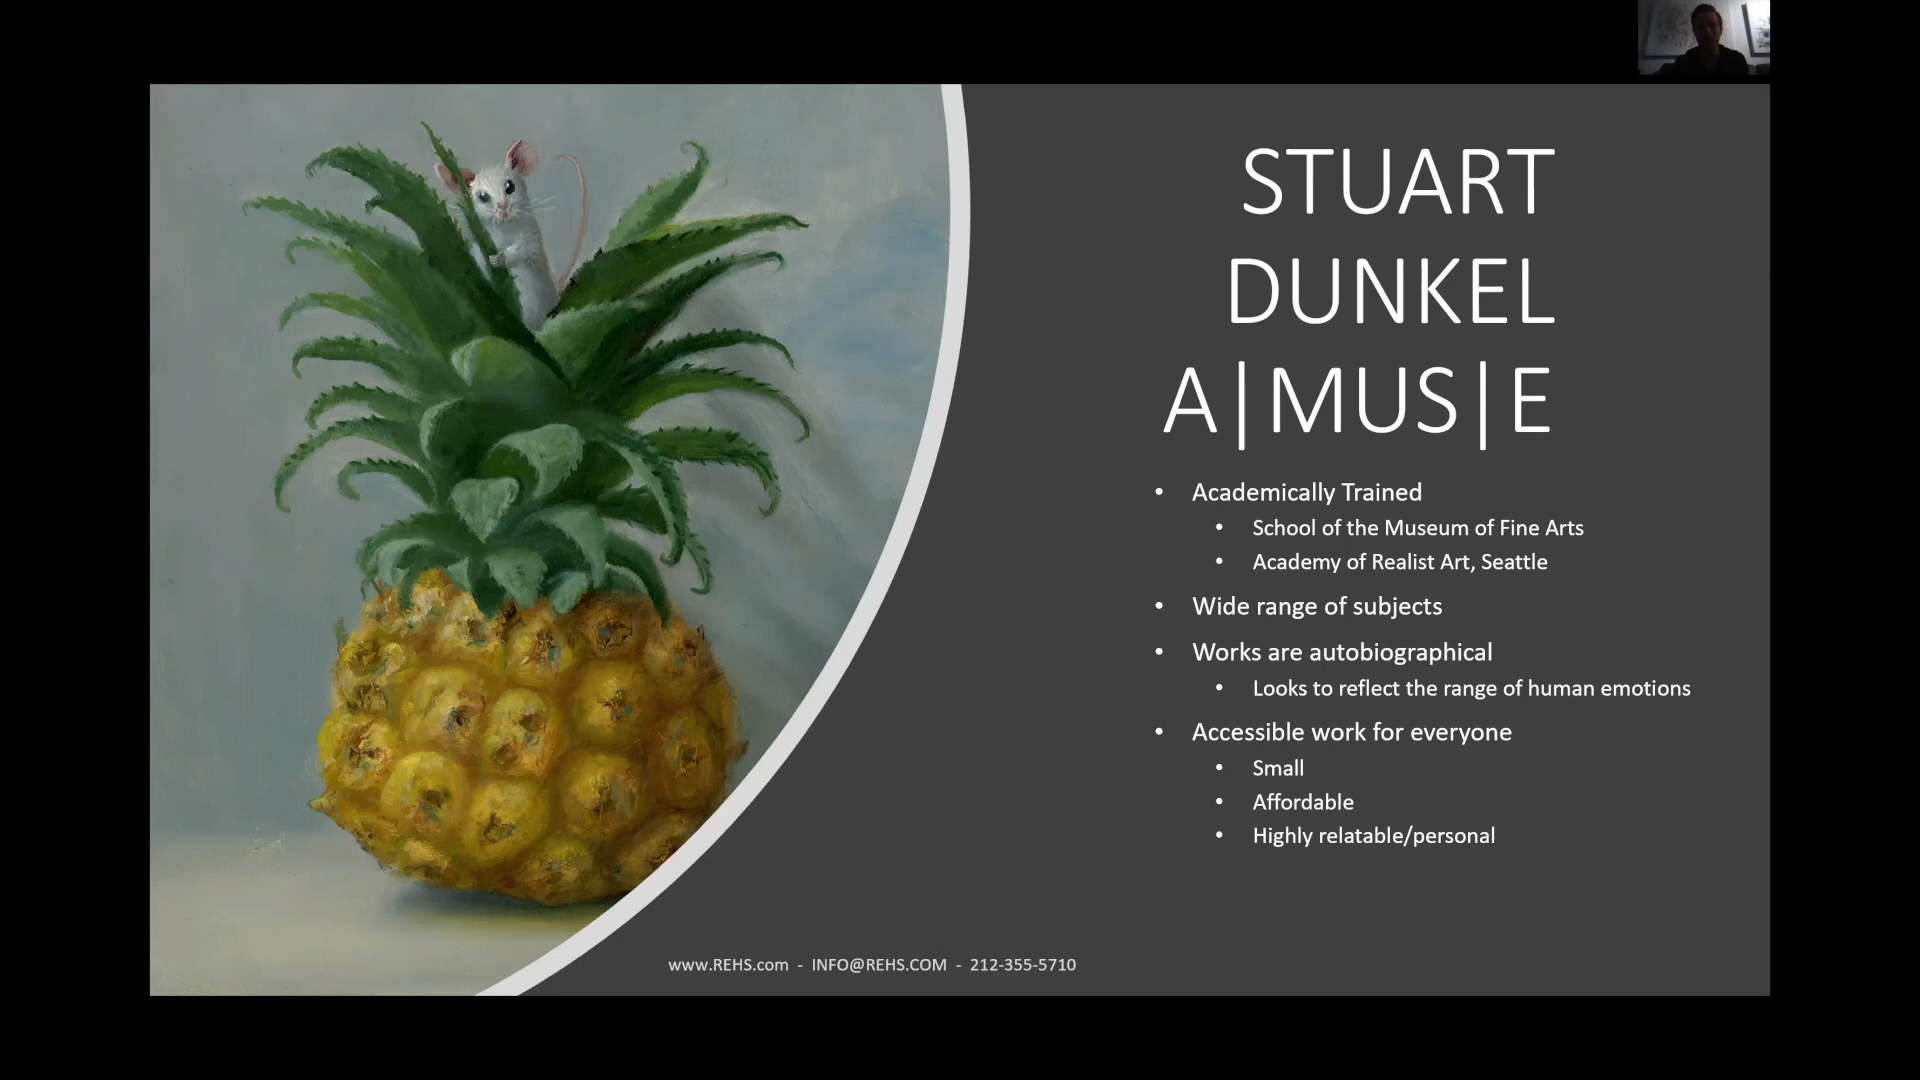 STUART
DUNKEL
A|MUS|E
• Academically Trained
• School of the Museum of Fine Arts
• Academy of Realist Art, Seattle
• Wide range of subjects
• Works are autobiographical
• Looks to reflect the range of human emotions
• Accessible work for everyone
• Small
• Affordable
• Highly relatable/personal
www.REHS.com - INFO@REHS.COM - 212-355-5710